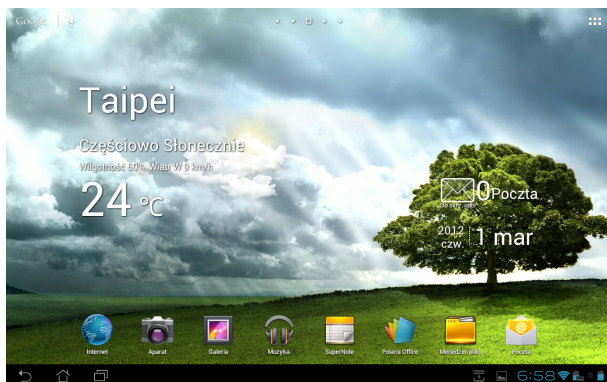 Google
Taipei
Częściowo Słonecznie
Wilgotność 60%, Wiatr W 9 km/h
24 °C
0 Poczta
2012
czw
1 mar
Internet
Aparat
Galeria
Muzyka
SuperNote
Polaris Office
Menedżer plikó
Poczta
6:58